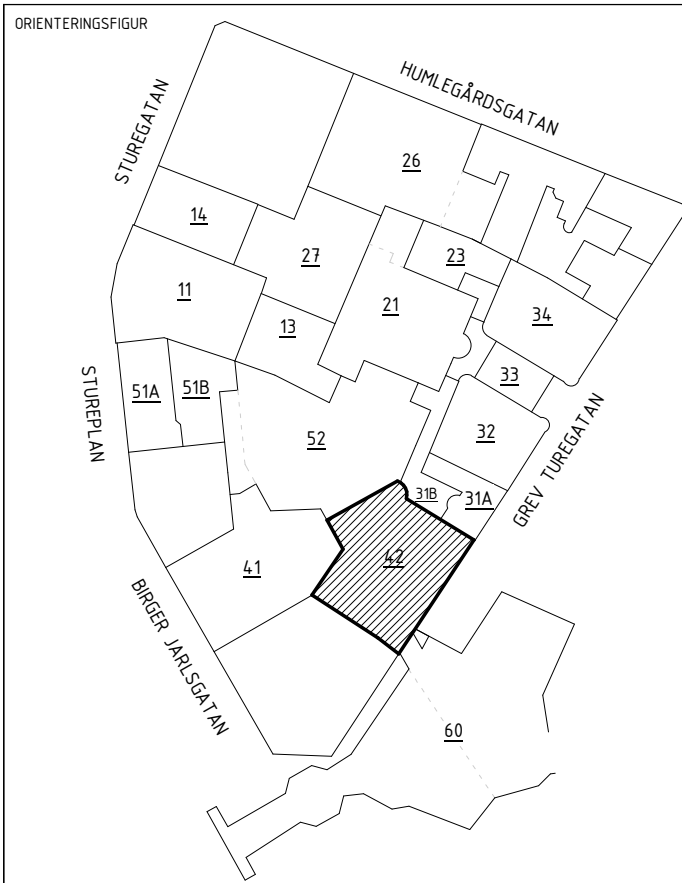 ORIENTERINGSFIGUR
HUMLEGÅRDSGATAN
STUREGATAN
26
14
27
23
11
21
34
13
33
51A
51B
STUREPLAN
52
32
GREV TUREGATAN
31B
31A
42
41
BIRGER JARLSGATAN
60